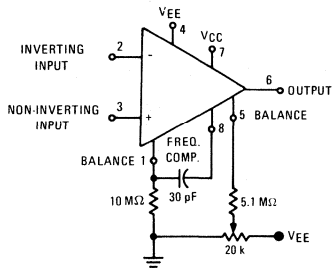 VEE
4
VCC
7
INVERTING
INPUT
2
-
6
OUTPUT
NON-INVERTING
INPUT
3
+
5 BALANCE
8
FREQ.
COMP.
BALANCE 1
30 pF
10 MΩ
5.1 MΩ
VEE
20 k